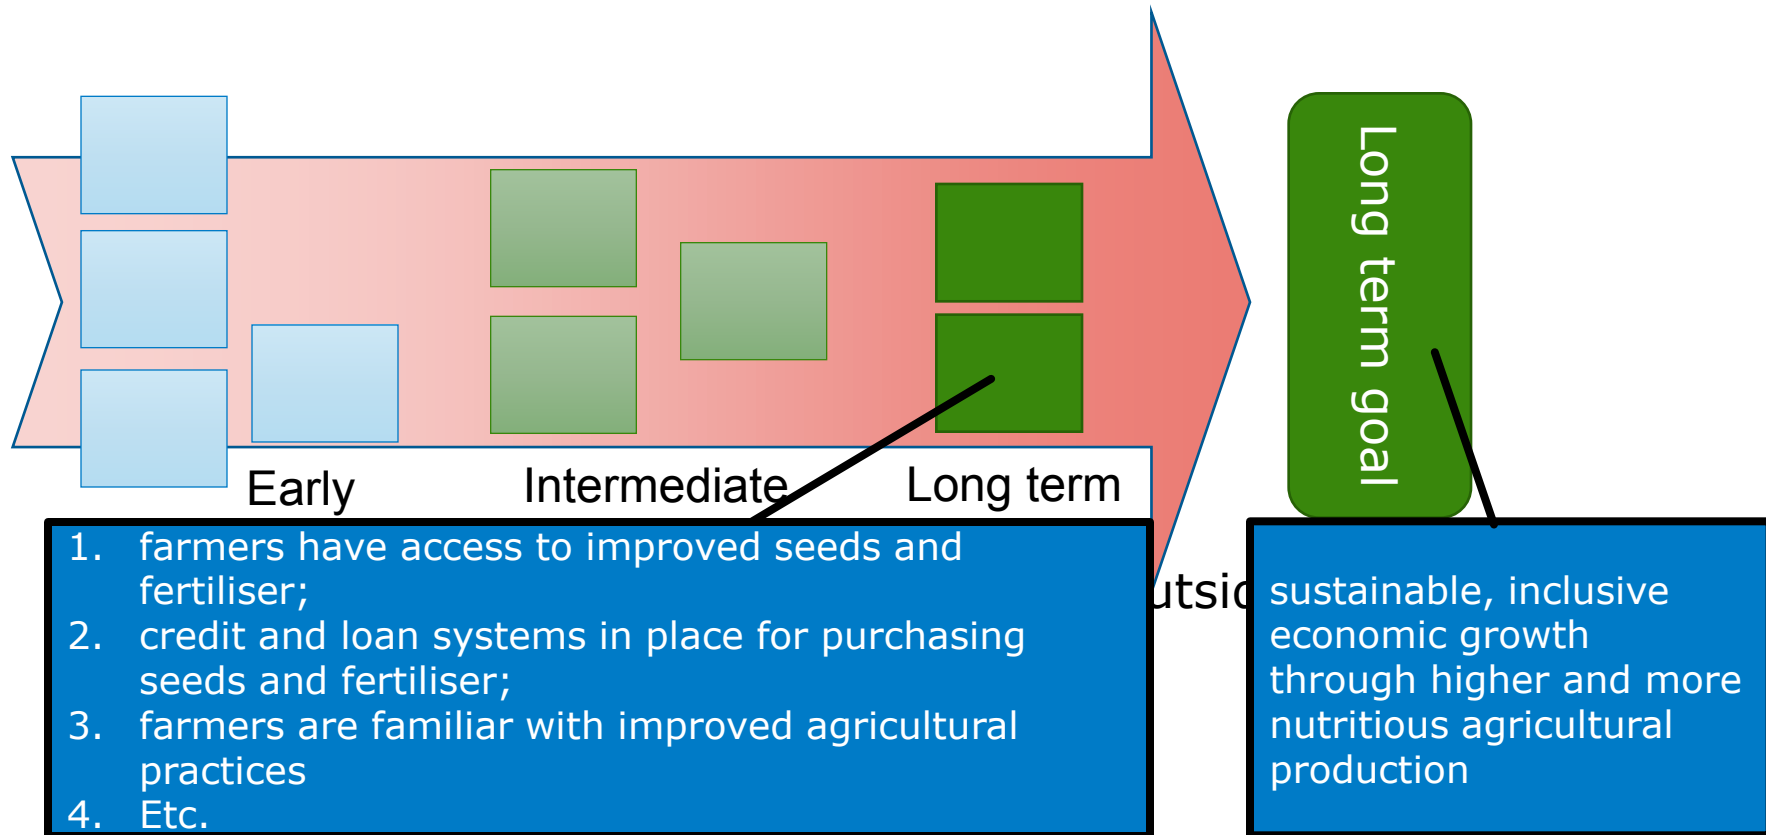 Long term goal
Early
Intermediate
Long term
1. farmers have access to improved seeds and
fertiliser;
2. credit and loan systems in place for purchasing
seeds and fertiliser;
3. farmers are familiar with improved agricultural
practices
4. Etc.
sustainable, inclusive
economic growth
through higher and more
nutritious agricultural
production